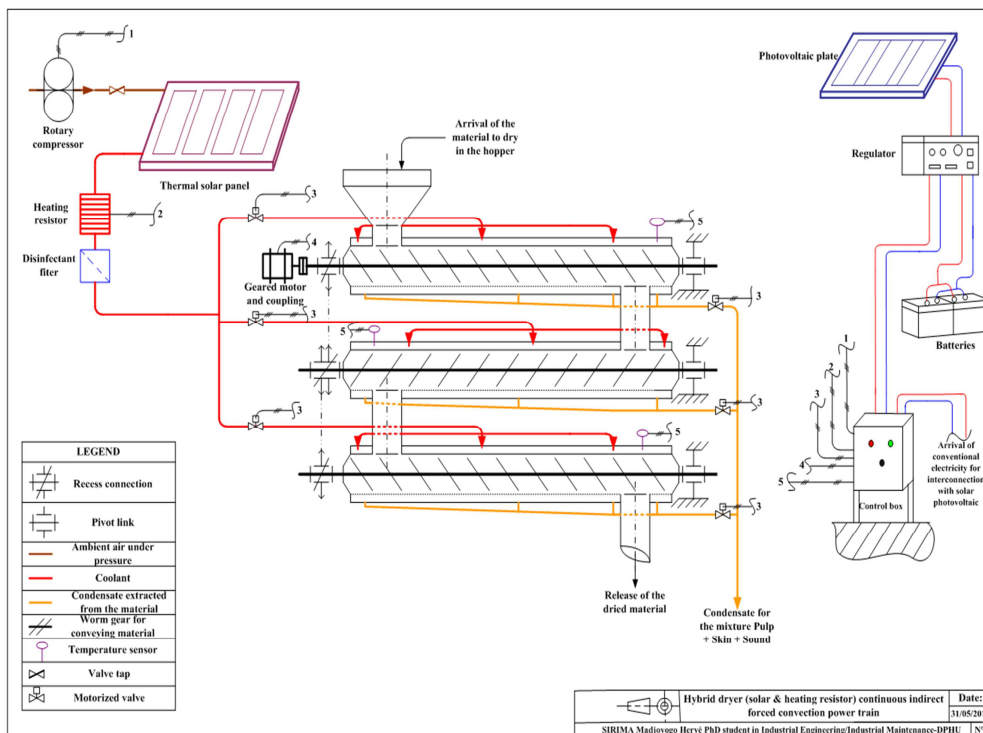 1
Rotary
compressor
Thermal solar panel
Heating
resistor
2
Disinfectant
fiter
Arrival of the
material to dry
in the hopper
3
4
5
Geared motor
and coupling
3
3
5
3
3
5
3
Release of the
dried material
Condensate for
the mixture Pulp
+ Skin + Sound
Photovoltaic plate
Regulator
Batteries
1
2
3
4
5
Control box
Arrival of
conventional
electricity for
interconnection
with solar
photovoltaic
LEGEND
Recess connection
Pivot link
Ambient air under
pressure
Coolant
Condensate extracted
from the material
Worm gear for
conveying material
Temperature sensor
Valve tap
Motorized valve
Hybrid dryer (solar & heating resistor) continuous indirect
forced convection power train
Date:
SIRIMA Madjoyogo Hervé PhD student in Industrial Engineering/Industrial Maintenance-DPHU